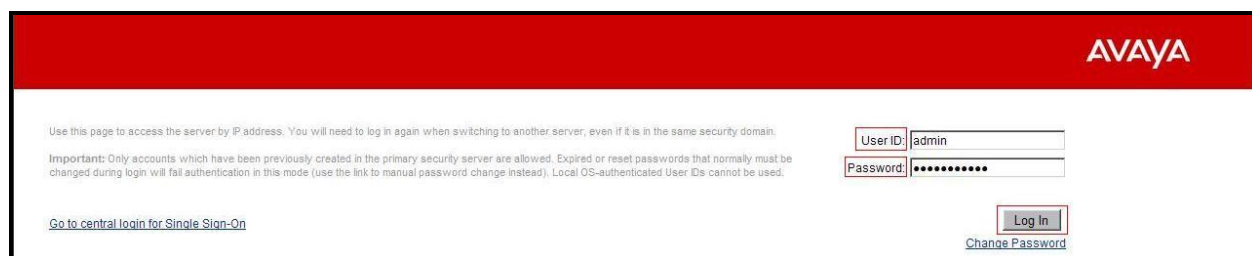 AVAYA
Use this page to access the server by IP address. You will need to log in again when switching to another server, even if it is in the same security domain.
Important: Only accounts which have been previously created in the primary security server are allowed. Expired or reset passwords that normally must be
changed during login will fail authentication in this mode (use the link to manual password change instead). Local OS-authenticated User IDs cannot be used.
Go to central login for Single Sign-On
User ID: admin
Password: •••••••••••
Log In
Change Password